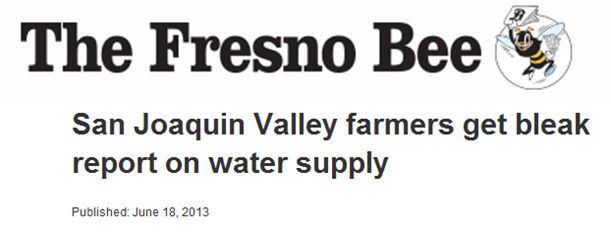 The Fresno Bee
San Joaquin Valley farmers get bleak
report on water supply
Published: June 18, 2013